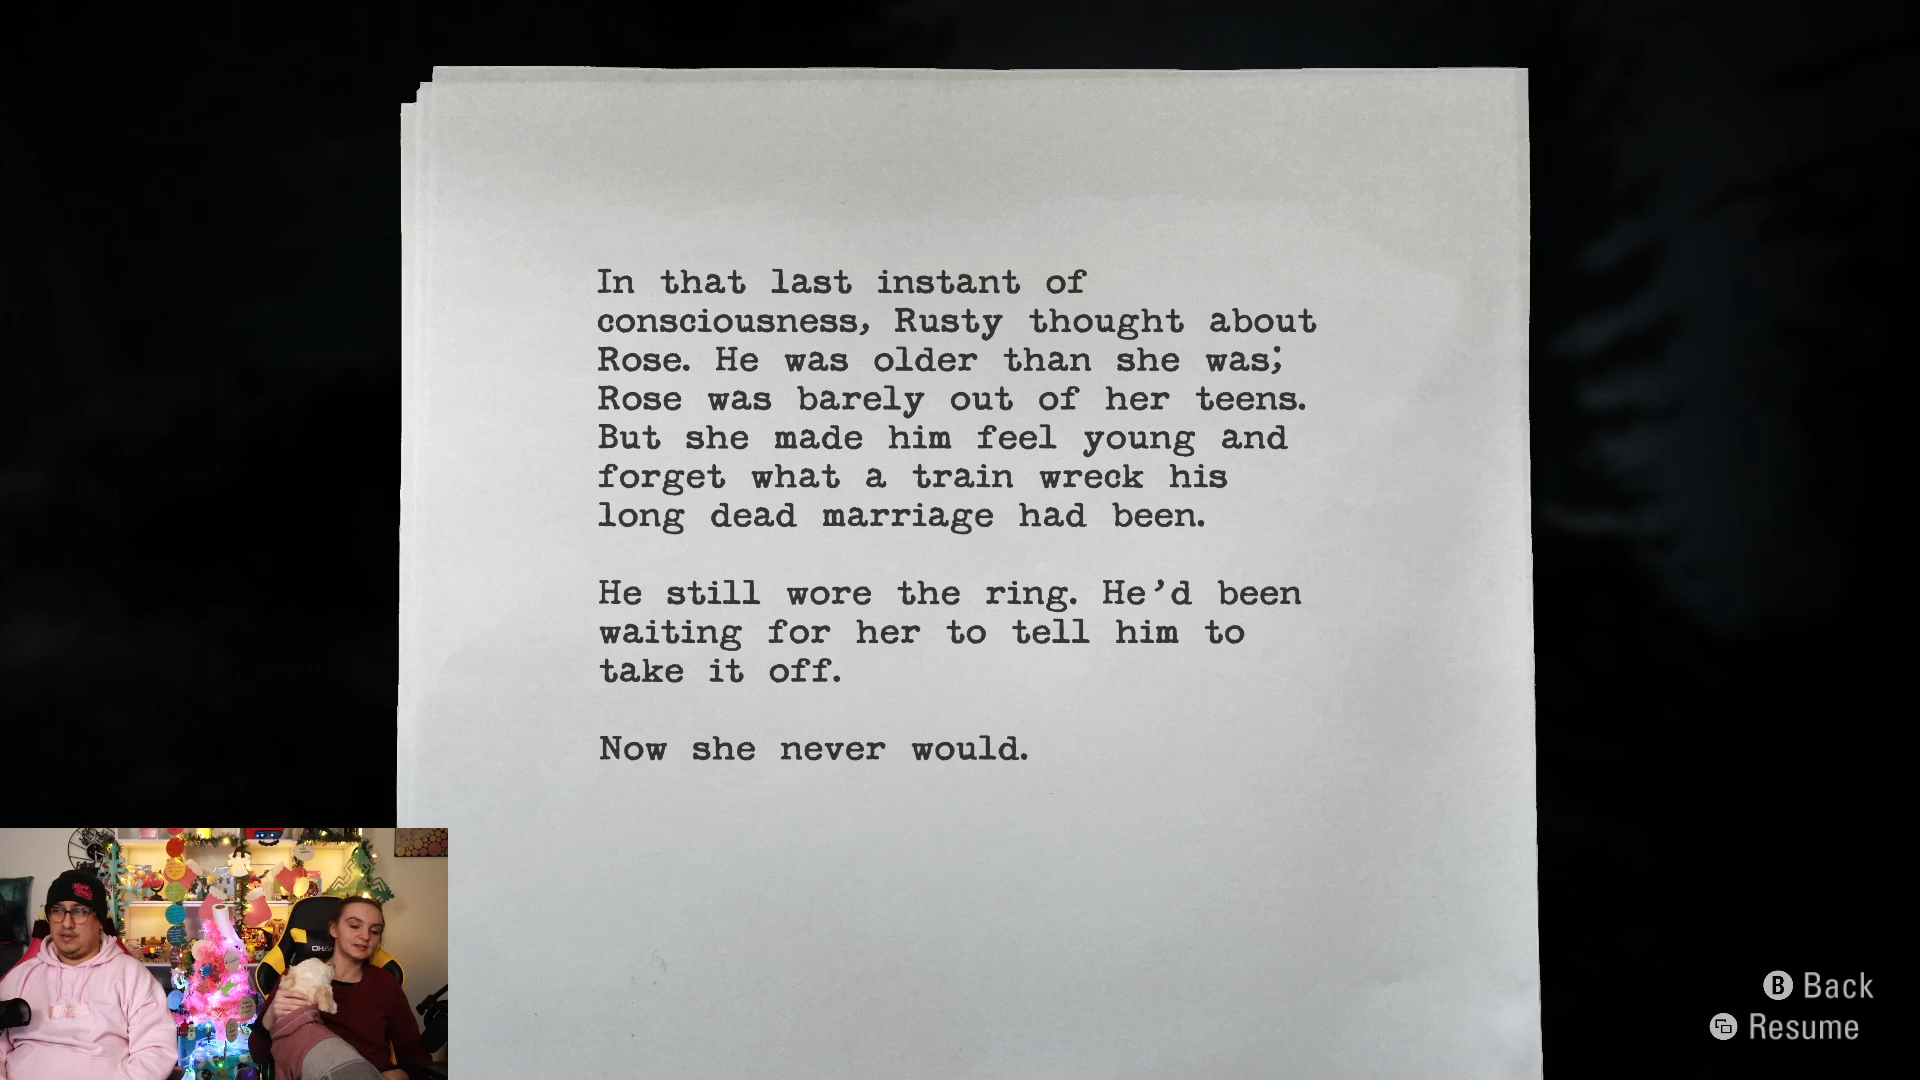 In that last instant of
consciousness, Rusty thought about
Rose. He was older than she was;
Rose was barely out of her teens.
But she made him feel young and
forget what a train wreck his
long dead marriage had been.
He still wore the ring. He’d been
waiting for her to tell him to
take it off.
Now she never would.
B Back
Resume